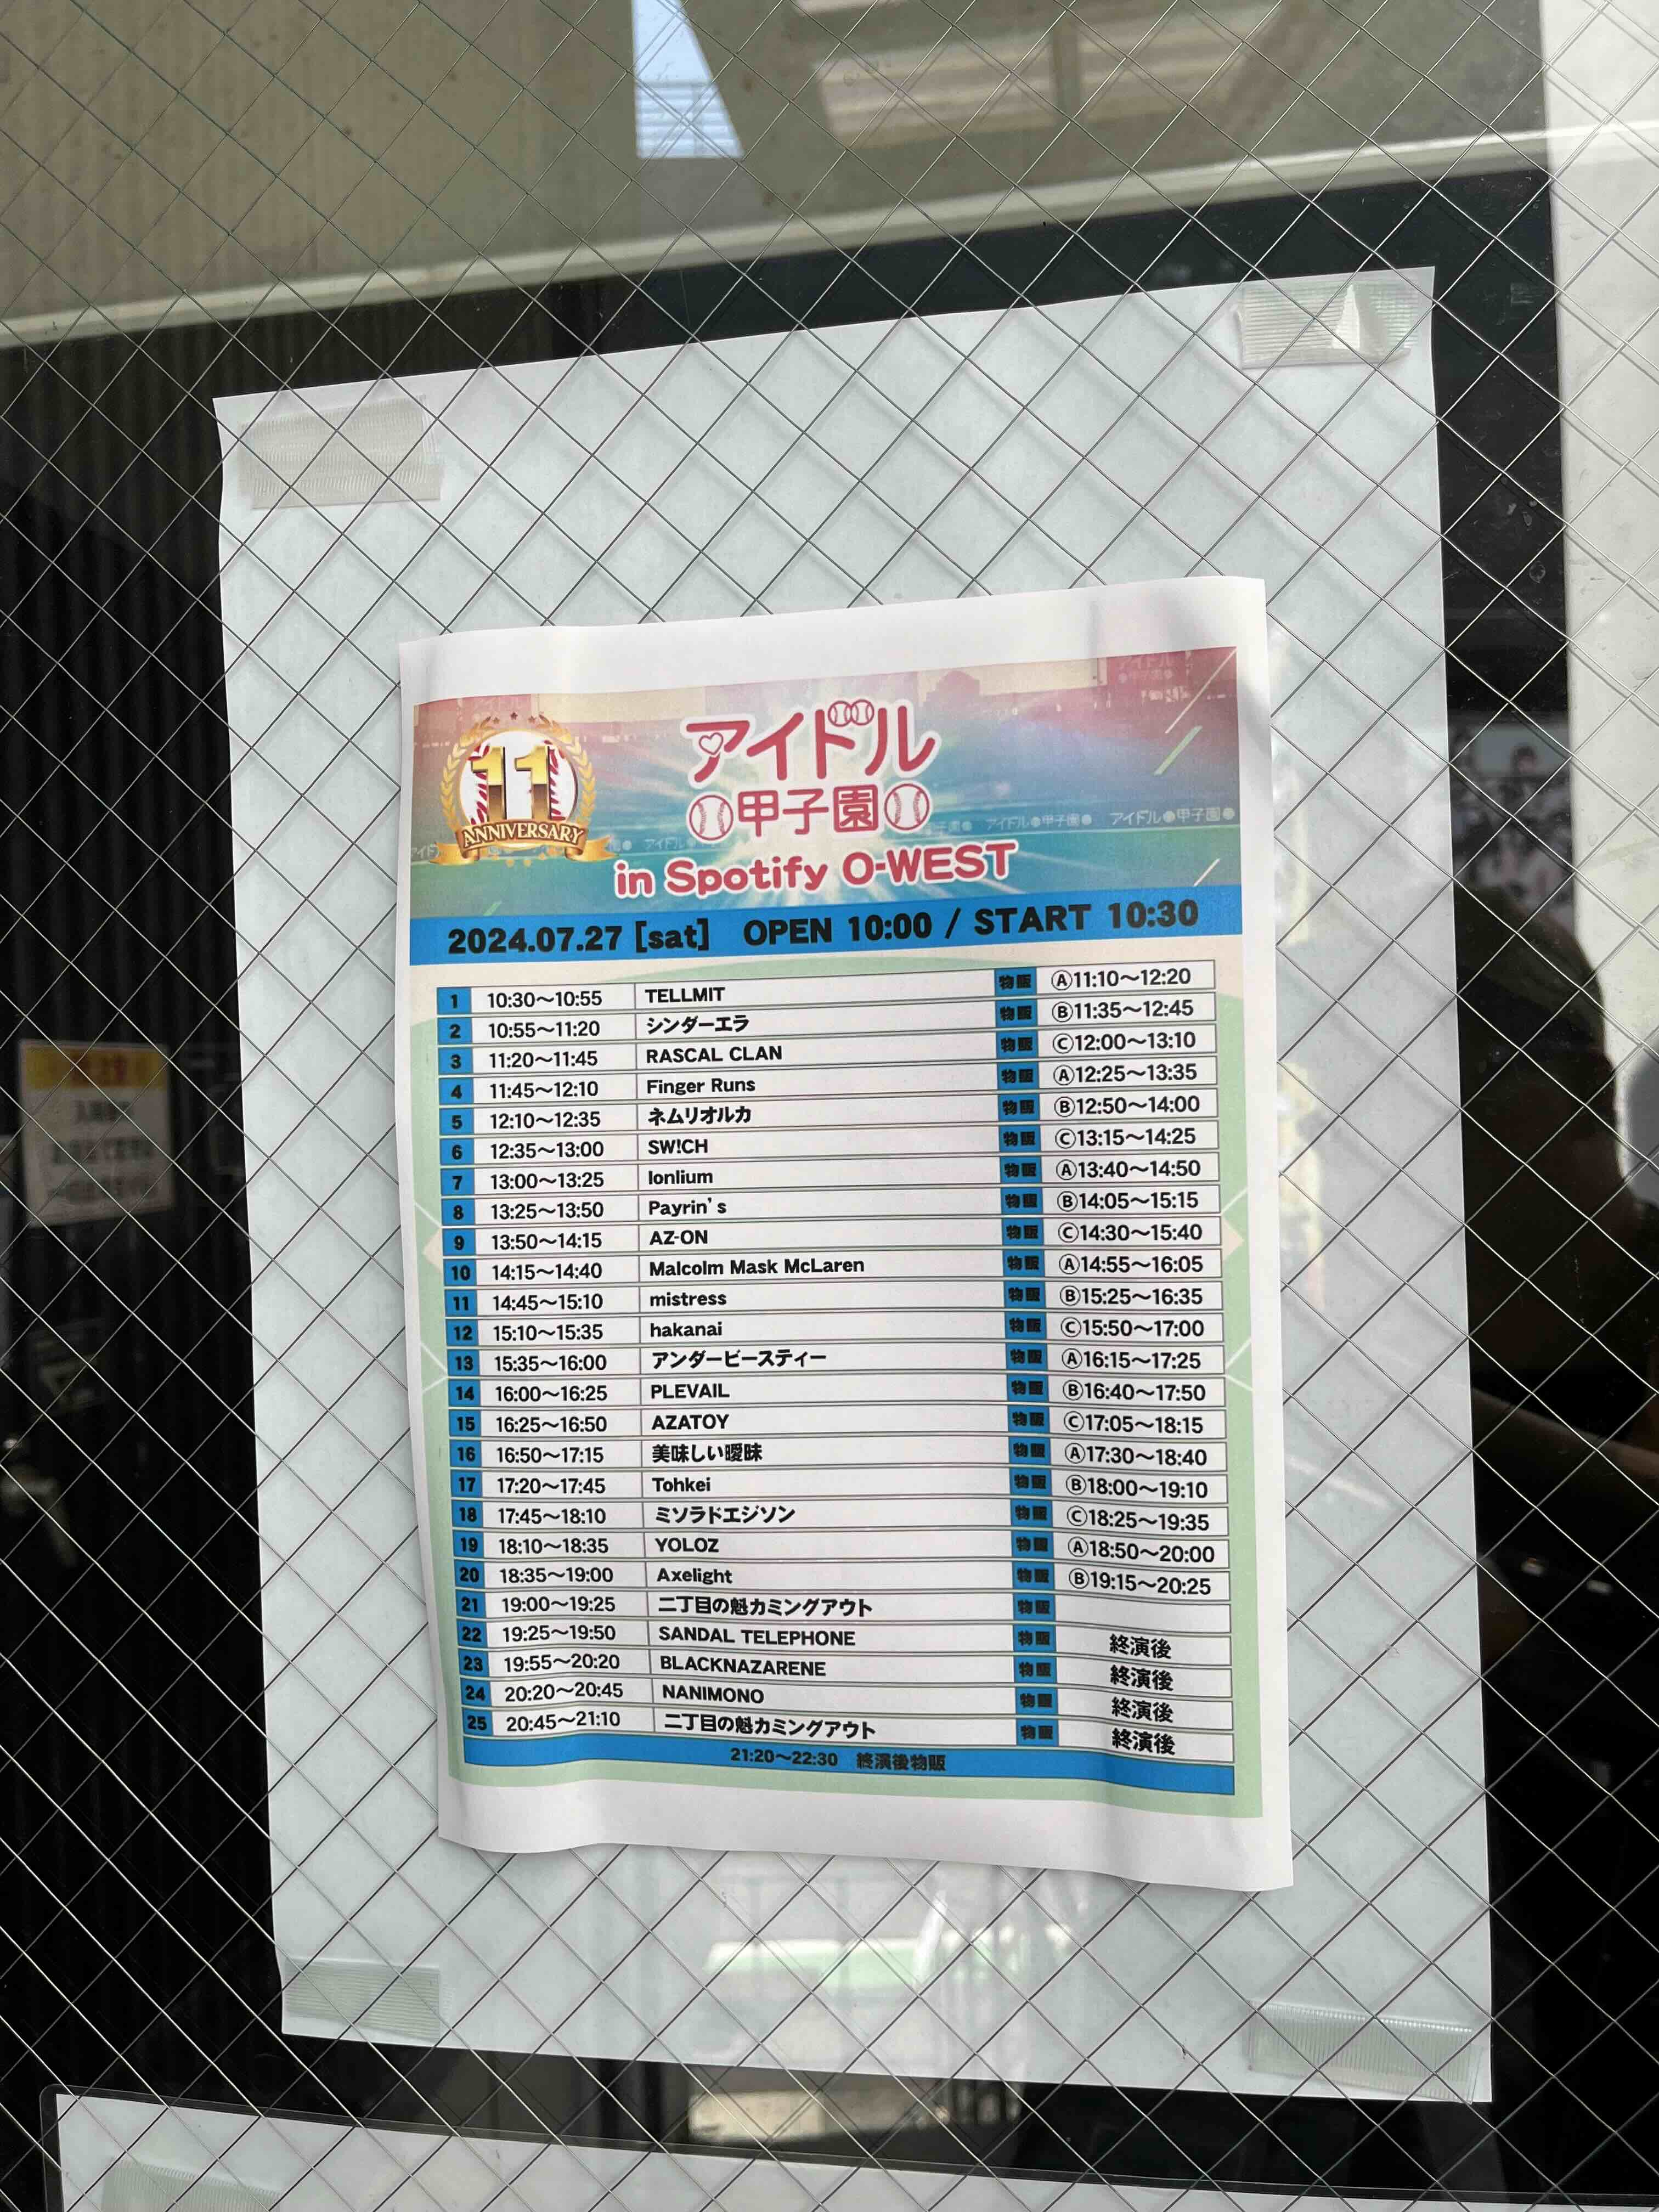 11
ANNIVERSARY
アイドル
甲子園
in Spotify O-WEST
2024.07.27 [sat] OPEN 10:00 / START 10:30
1 10:30～10:55 TELLMIT 物販 Ⓐ11:10～12:20
2 10:55～11:20 シンダーエラ 物販 Ⓑ11:35～12:45
3 11:20～11:45 RASCAL CLAN 物販 Ⓒ12:00～13:10
4 11:45～12:10 Finger Runs 物販 Ⓐ12:25～13:35
5 12:10～12:35 ネムリオルカ 物販 Ⓑ12:50～14:00
6 12:35～13:00 SW!CH 物販 Ⓒ13:15～14:25
7 13:00～13:25 Ionlium 物販 Ⓐ13:40～14:50
8 13:25～13:50 Payrin's 物販 Ⓑ14:05～15:15
9 13:50～14:15 AZ-ON 物販 Ⓒ14:30～15:40
10 14:15～14:40 Malcolm Mask McLaren 物販 Ⓐ14:55～16:05
11 14:45～15:10 mistress 物販 Ⓑ15:25～16:35
12 15:10～15:35 hakanai 物販 Ⓒ15:50～17:00
13 15:35～16:00 アンダービースティー 物販 Ⓐ16:15～17:25
14 16:00～16:25 PLEVAIL 物販 Ⓑ16:40～17:50
15 16:25～16:50 AZATOY 物販 Ⓒ17:05～18:15
16 16:50～17:15 美味しい曖昧 物販 Ⓐ17:30～18:40
17 17:20～17:45 Tohkei 物販 Ⓑ18:00～19:10
18 17:45～18:10 ミソラドエジソン 物販 Ⓒ18:25～19:35
19 18:10～18:35 YOLOZ 物販 Ⓐ18:50～20:00
20 18:35～19:00 Axelight 物販 Ⓑ19:15～20:25
21 19:00～19:25 二丁目の魁カミングアウト 物販
22 19:25～19:50 SANDAL TELEPHONE 物販 終演後
23 19:55～20:20 BLACKNAZARENE 物販 終演後
24 20:20～20:45 NANIMONO 物販 終演後
25 20:45～21:10 二丁目の魁カミングアウト 物販 終演後
21:20～22:30 終演後物販